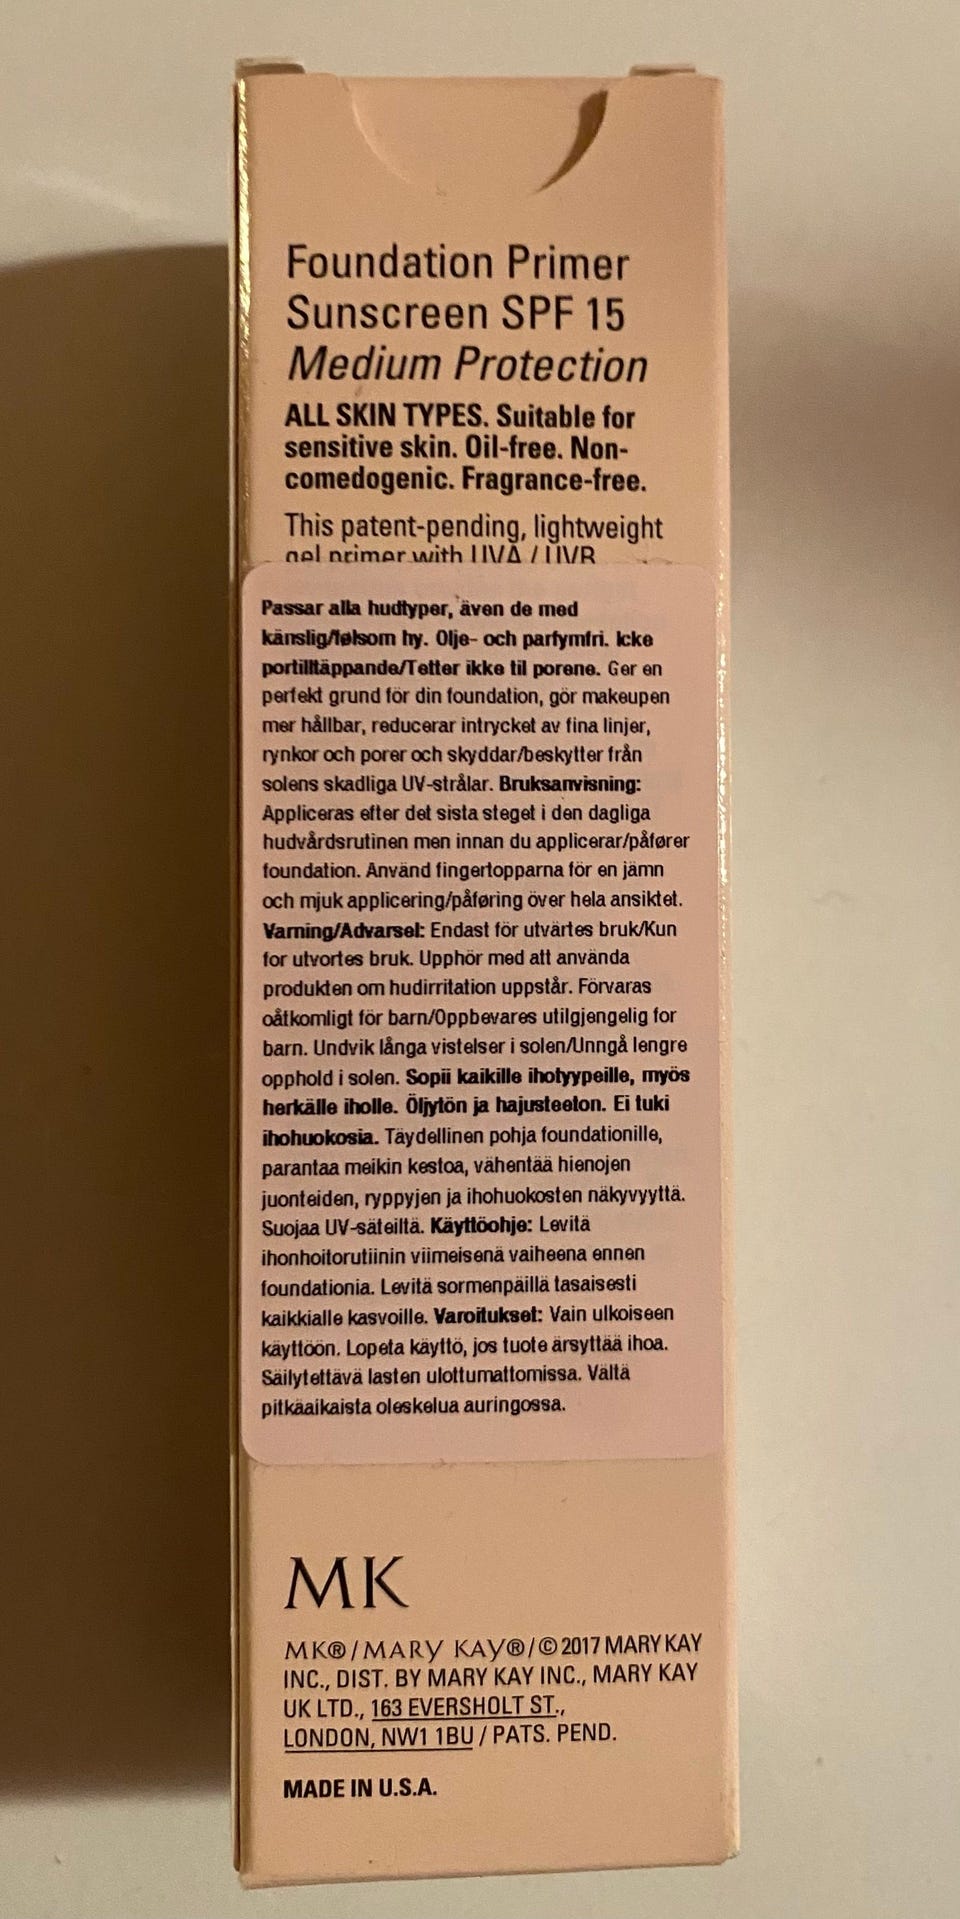 Foundation Primer
Sunscreen SPF 15
Medium Protection
ALL SKIN TYPES. Suitable for
sensitive skin. Oil-free. Non-
comedogenic. Fragrance-free.
This patent-pending, lightweight
gel primer with UVA / UVB
Passar alla hudtyper, även de med
känslig/følsom hy. Olje- och parfymfri. Icke
portilltäppande/Tetter ikke til porene. Ger en
perfekt grund för din foundation, gör makeupen
mer hållbar, reducerar intrycket av fina linjer,
rynkor och porer och skyddar/beskytter från
solens skadliga UV-strålar. Bruksanvisning:
Appliceras efter det sista steget i den dagliga
hudvårdsrutinen men innan du applicerar/påfører
foundation. Använd fingertopparna för en jämn
och mjuk applicering/påføring över hela ansiktet.
Varning/Advarsel: Endast för utvärtes bruk/Kun
for utvortes bruk. Upphör med att använda
produkten om hudirritation uppstår. Förvaras
oåtkomligt för barn/Oppbevares utilgjengelig for
barn. Undvik långa vistelser i solen/Unngå lengre
opphold i solen. Sopii kaikille ihotyypeille, myös
herkälle iholle. Öljytön ja hajusteeton. Ei tuki
ihohuokosia. Täydellinen pohja foundationille,
parantaa meikin kestoa, vähentää hienojen
juonteiden, ryppyjen ja ihohuokosten näkyvyyttä.
Suojaa UV-säteiltä. Käyttöohje: Levitä
ihonhoitorutiinin viimeisenä vaiheena ennen
foundationia. Levitä sormenpäillä tasaisesti
kaikkialle kasvoille. Varoitukset: Vain ulkoiseen
käyttöön. Lopeta käyttö, jos tuote ärsyttää ihoa.
Säilytettävä lasten ulottumattomissa. Vältä
pitkäaikaista oleskelua auringossa.
MK
MK®/MARY KAY®/©2017 MARY KAY
INC., DIST. BY MARY KAY INC., MARY KAY
UK LTD., 163 EVERSHOLT ST.,
LONDON, NW1 1BU / PATS. PEND.
MADE IN U.S.A.